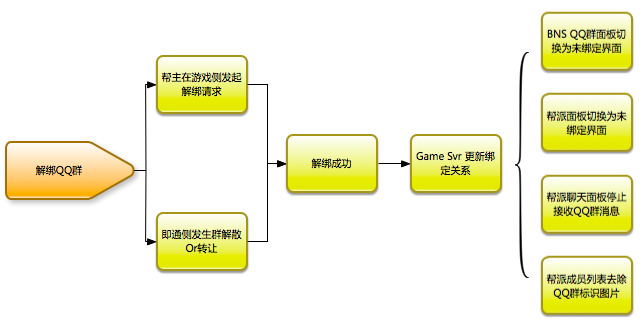 解绑QQ群
帮主在游戏侧发起
解绑请求
即通侧发生群解散
Or转让
解绑成功
Game Svr 更新绑
定关系
BNS QQ群面板切
换为未绑定界面
帮派面板切换为未
绑定界面
帮派聊天面板停止
接收QQ群消息
帮派成员列表去除
QQ群标识图片